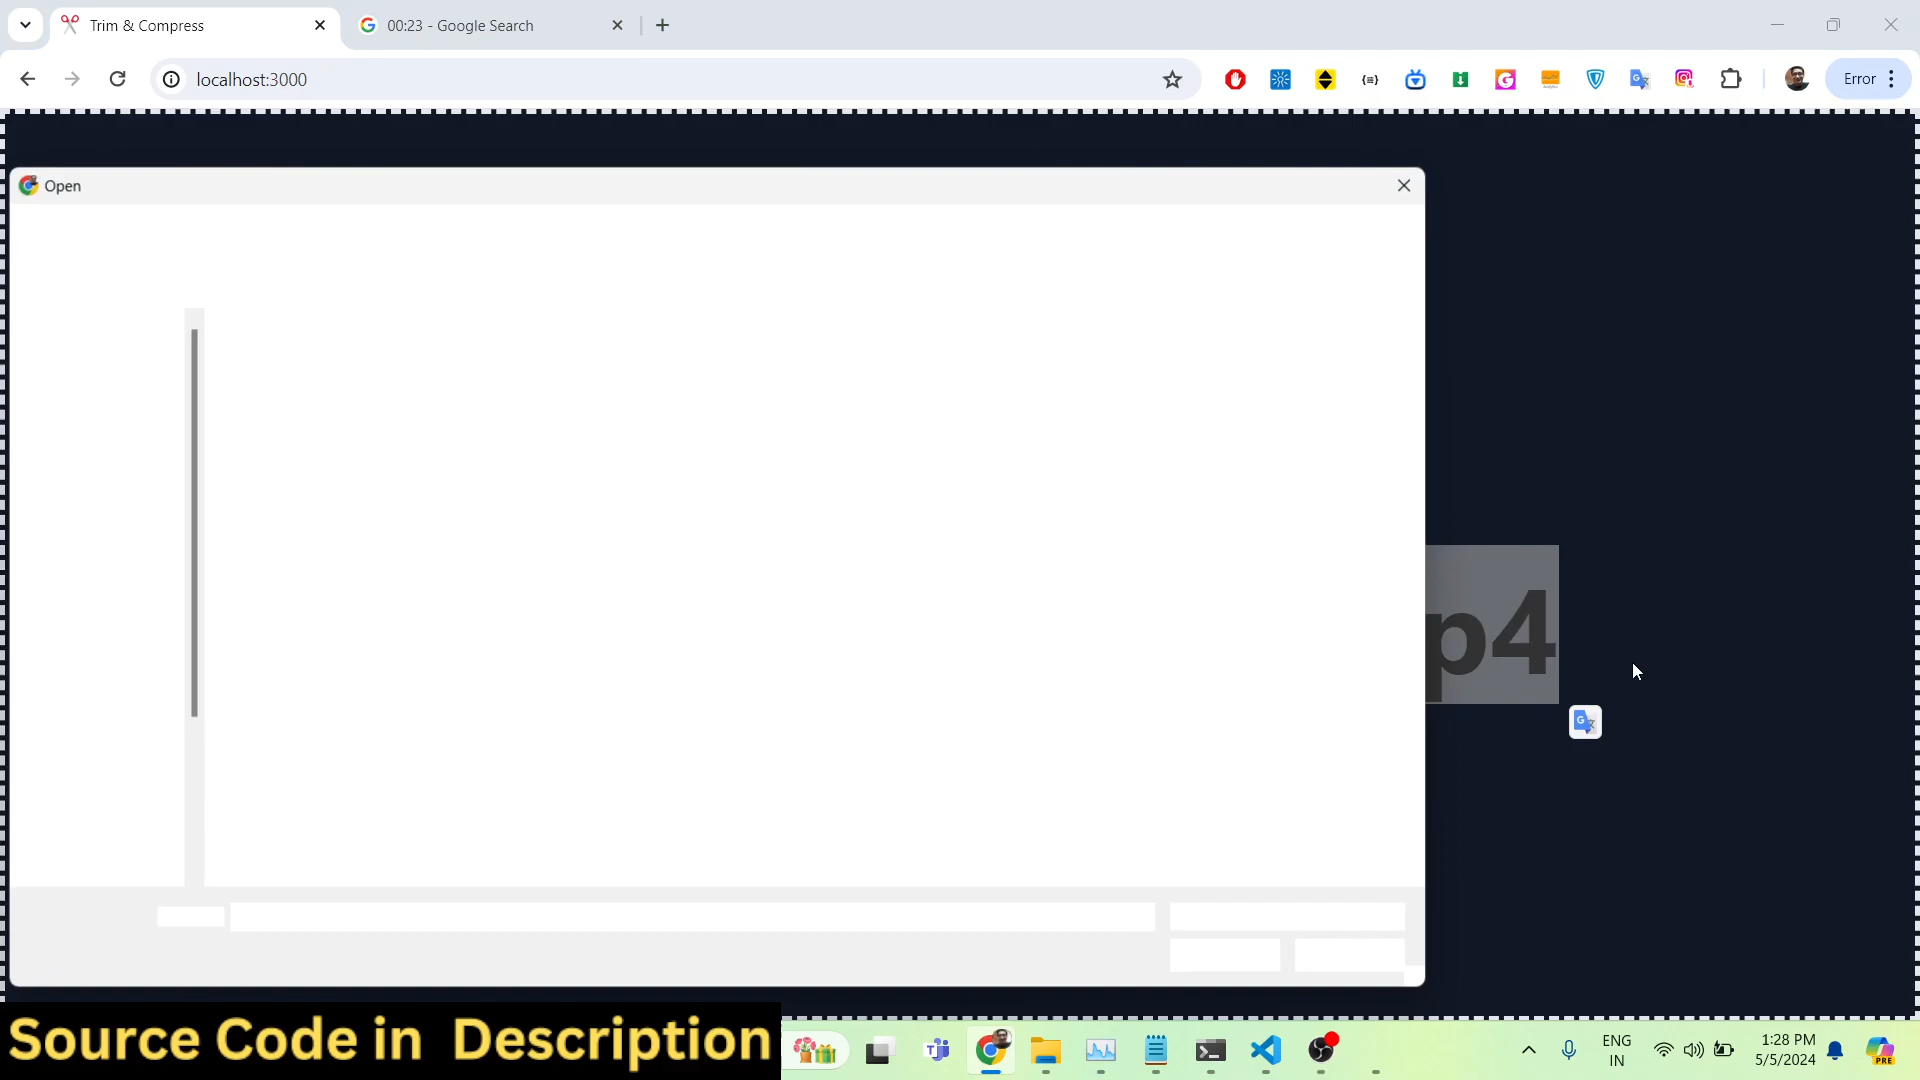 Trim & Compress
00:23 - Google Search
localhost:3000
Error
Open
p4
Source Code in Description
ENG
IN
1:28 PM
5/5/2024
PRE